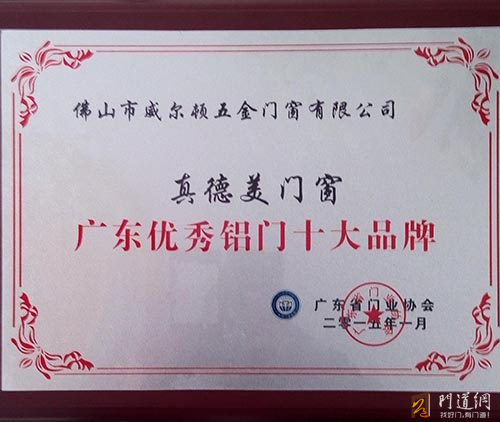 佛山市威尔顿五金门窗有限公司
真德美门窗
广东优秀铝门十大品牌
广东省门业协会
二零一五年一月
門道網
找好门,有门道!